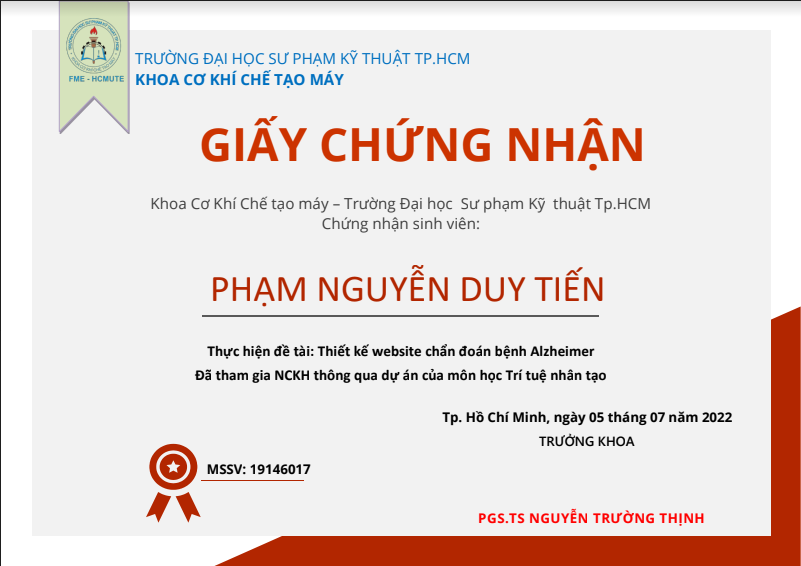 FME - HCMUTE
TRƯỜNG ĐẠI HỌC SƯ PHẠM KỸ THUẬT TP.HCM
KHOA CƠ KHÍ CHẾ TẠO MÁY
GIẤY CHỨNG NHẬN
Khoa Cơ Khí Chế tạo máy – Trường Đại học Sư phạm Kỹ thuật Tp.HCM
Chứng nhận sinh viên:
PHẠM NGUYỄN DUY TIẾN
Thực hiện đề tài: Thiết kế website chẩn đoán bệnh Alzheimer
Đã tham gia NCKH thông qua dự án của môn học Trí tuệ nhân tạo
Tp. Hồ Chí Minh, ngày 05 tháng 07 năm 2022
TRƯỞNG KHOA
MSSV: 19146017
PGS.TS NGUYỄN TRƯỜNG THỊNH